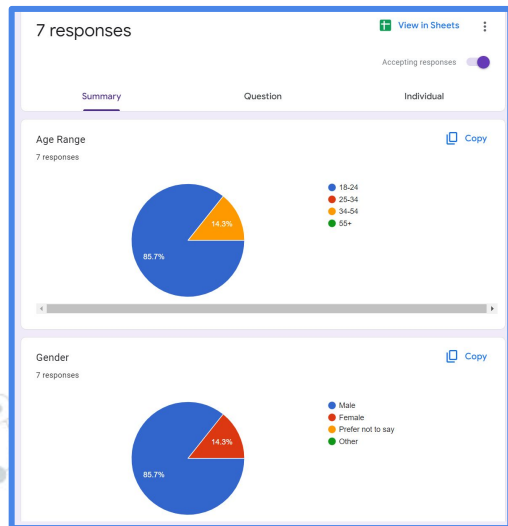 7 responses
View in Sheets
Accepting responses
Summary
Question
Individual
Age Range
Copy
7 responses
18-24
25-34
34-54
55+
14.3%
85.7%
Gender
Copy
7 responses
Male
Female
Prefer not to say
Other
14.3%
85.7%